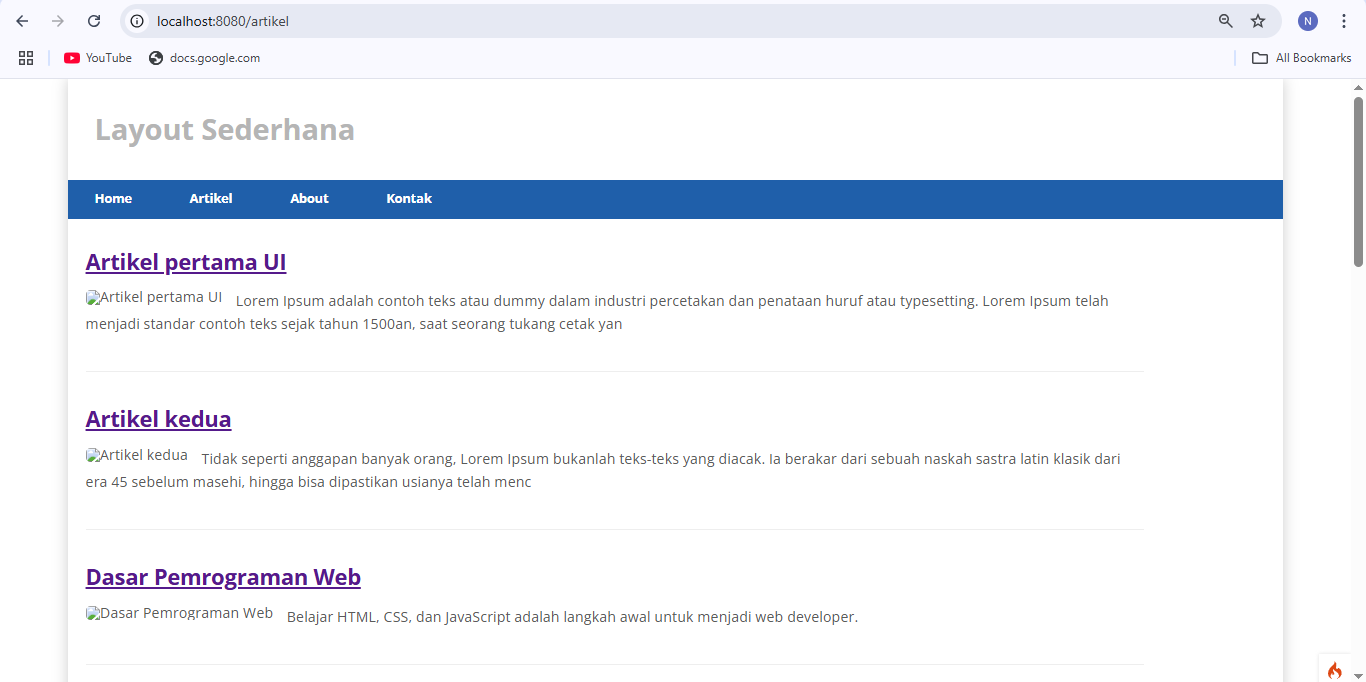 localhost:8080/artikel
N
YouTube
docs.google.com
All Bookmarks
Layout Sederhana
Home Artikel About Kontak
Artikel pertama UI
Artikel pertama UI Lorem Ipsum adalah contoh teks atau dummy dalam industri percetakan dan penataan huruf atau typesetting. Lorem Ipsum telah
menjadi standar contoh teks sejak tahun 1500an, saat seorang tukang cetak yan
Artikel kedua
Artikel kedua Tidak seperti anggapan banyak orang, Lorem Ipsum bukanlah teks-teks yang diacak. Ia berakar dari sebuah naskah sastra latin klasik dari
era 45 sebelum masehi, hingga bisa dipastikan usianya telah menc
Dasar Pemrograman Web
Dasar Pemrograman Web Belajar HTML, CSS, dan JavaScript adalah langkah awal untuk menjadi web developer.